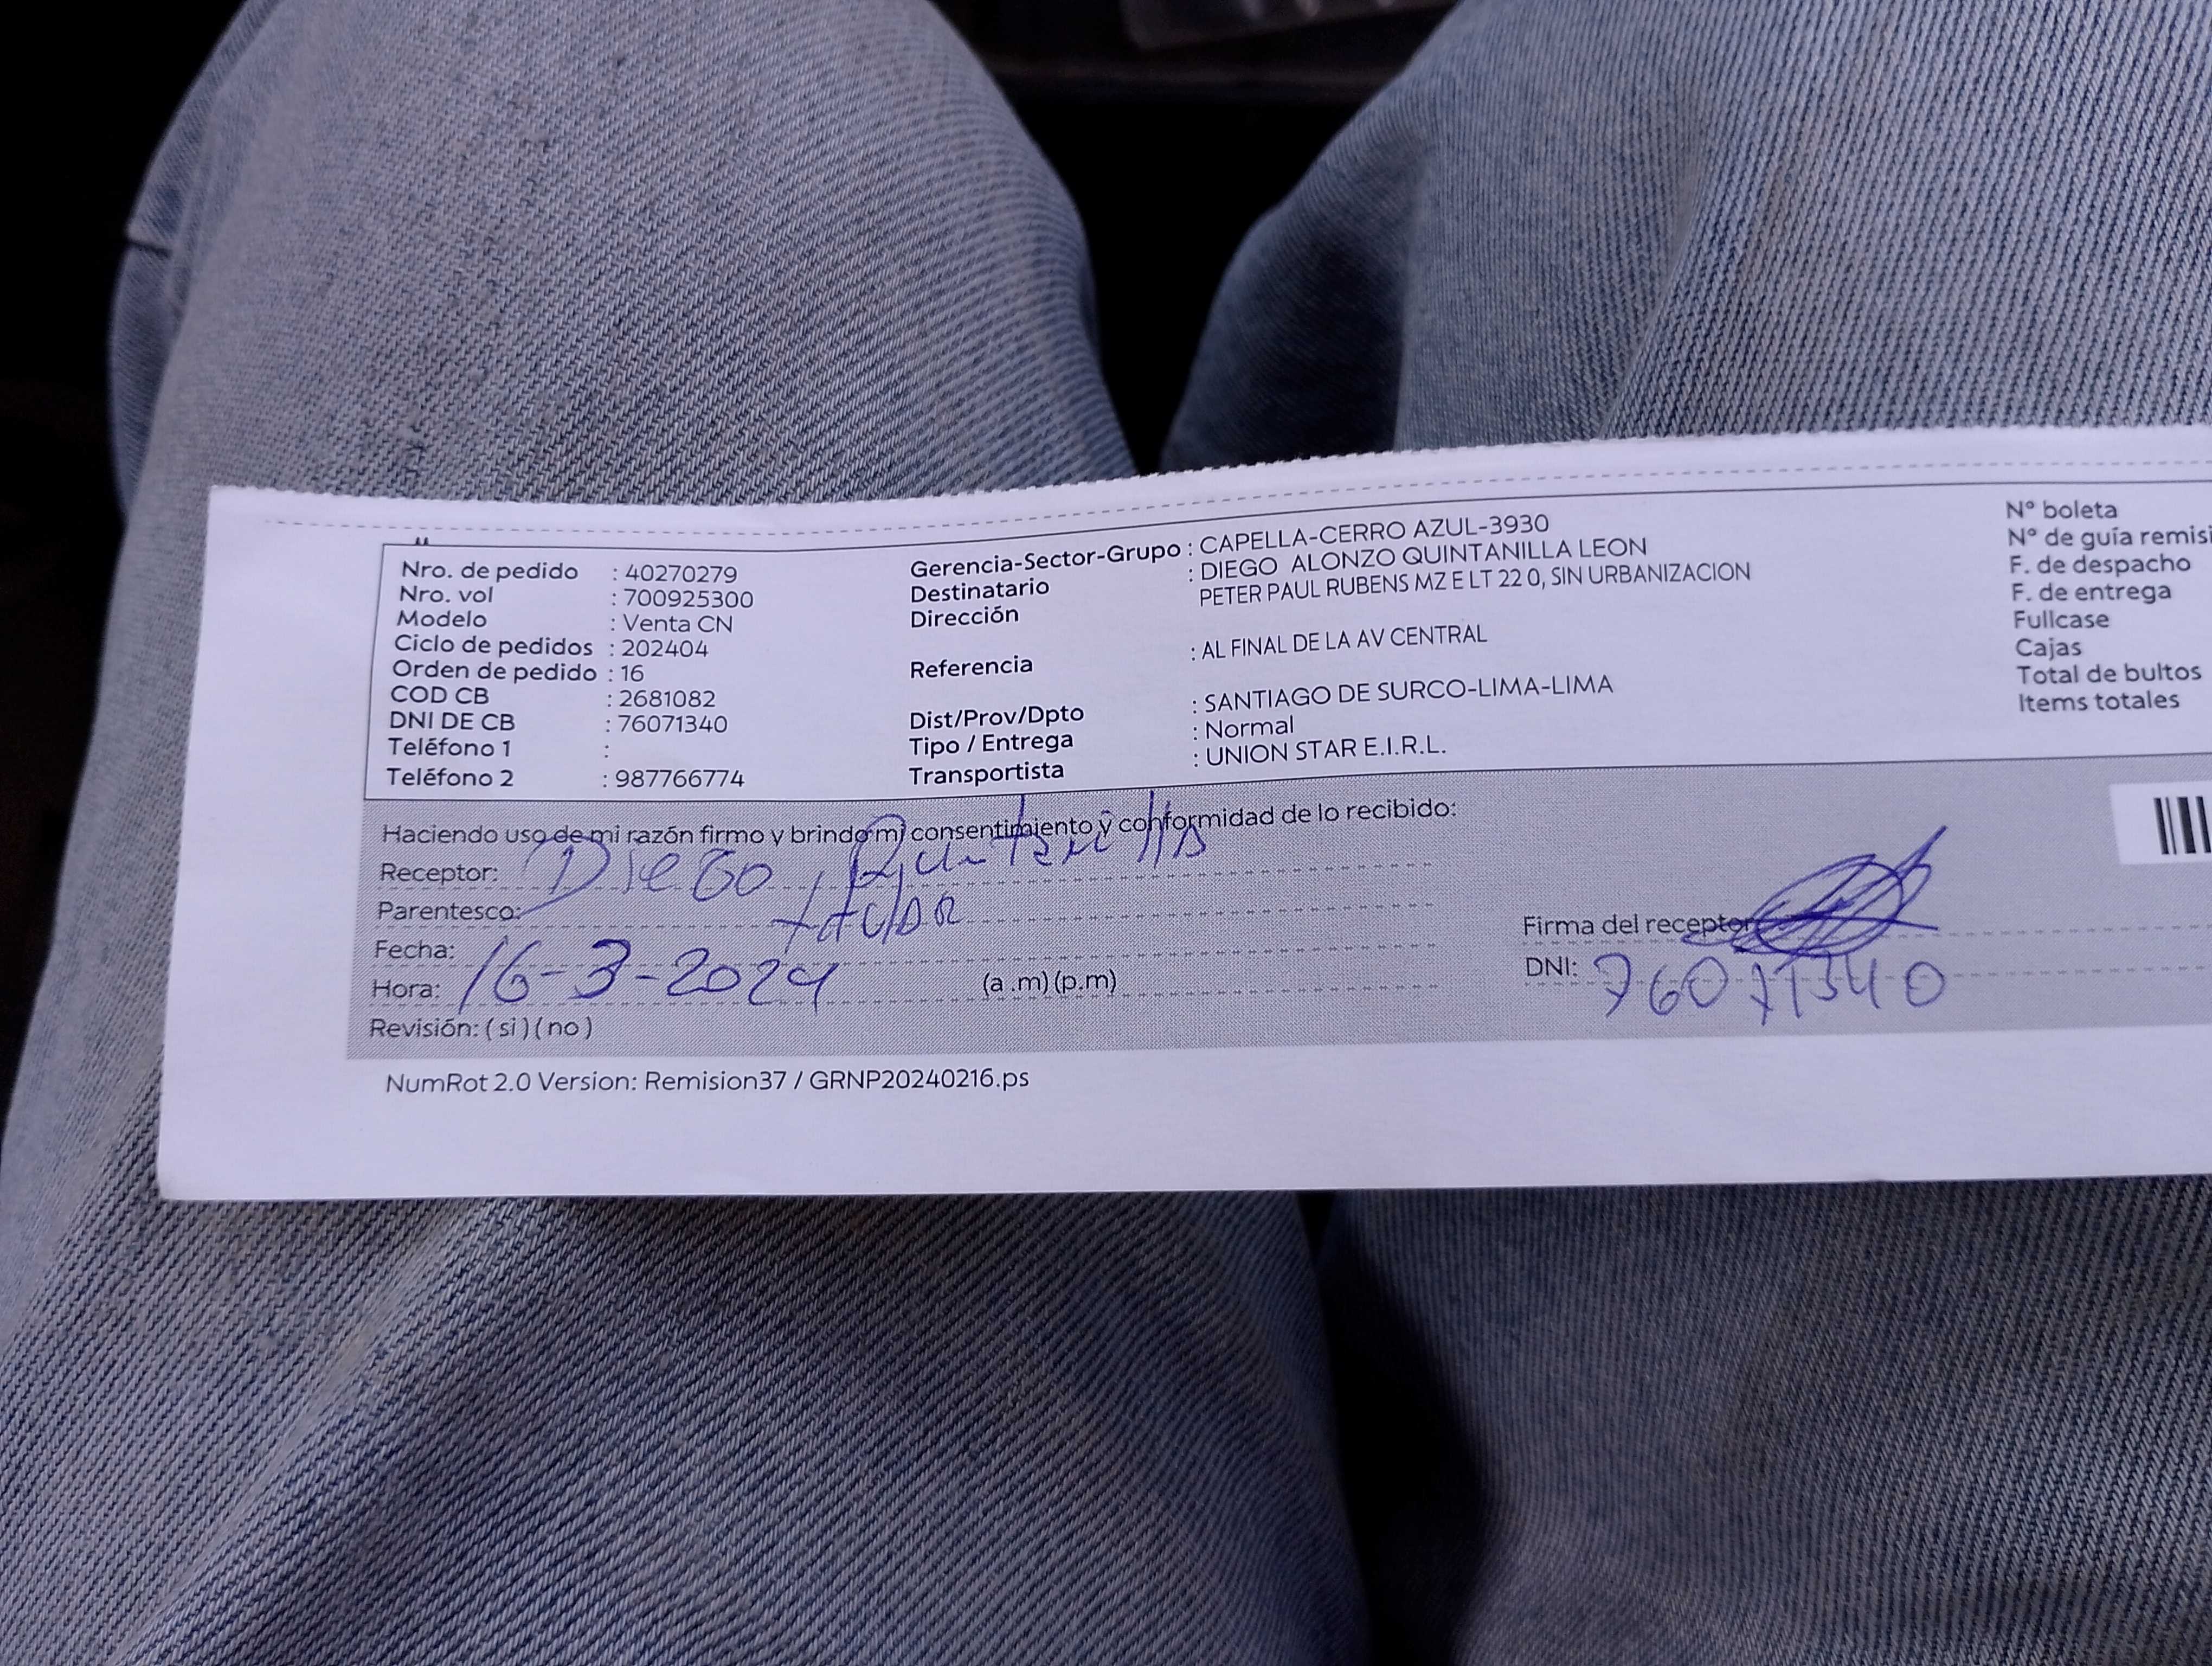 Nro. de pedido : 40270279
Nro. vol : 700925300
Modelo : Venta CN
Ciclo de pedidos : 202404
Orden de pedido : 16
COD CB : 2681082
DNI DE CB : 76071340
Teléfono 1 :
Teléfono 2 : 987766774
Gerencia-Sector-Grupo : CAPELLA-CERRO AZUL-3930
Destinatario : DIEGO ALONZO QUINTANILLA LEON
Dirección PETER PAUL RUBENS MZ E LT 22 0, SIN URBANIZACION
Referencia : AL FINAL DE LA AV CENTRAL
Dist/Prov/Dpto : SANTIAGO DE SURCO-LIMA-LIMA
Tipo / Entrega : Normal
Transportista : UNION STAR E.I.R.L.
N° boleta
N° de guía remisi
F. de despacho
F. de entrega
Fullcase
Cajas
Total de bultos
Items totales
Haciendo uso de mi razón firmo y brindo mi consentimiento y conformidad de lo recibido:
Receptor: Diego Quintanilla
Parentesco:
Fecha: 16-3-2024
Hora: (a .m) (p.m)
Revisión: ( si ) ( no )
Firma del receptor
DNI: 76071340
NumRot 2.0 Version: Remision37 / GRNP20240216.ps